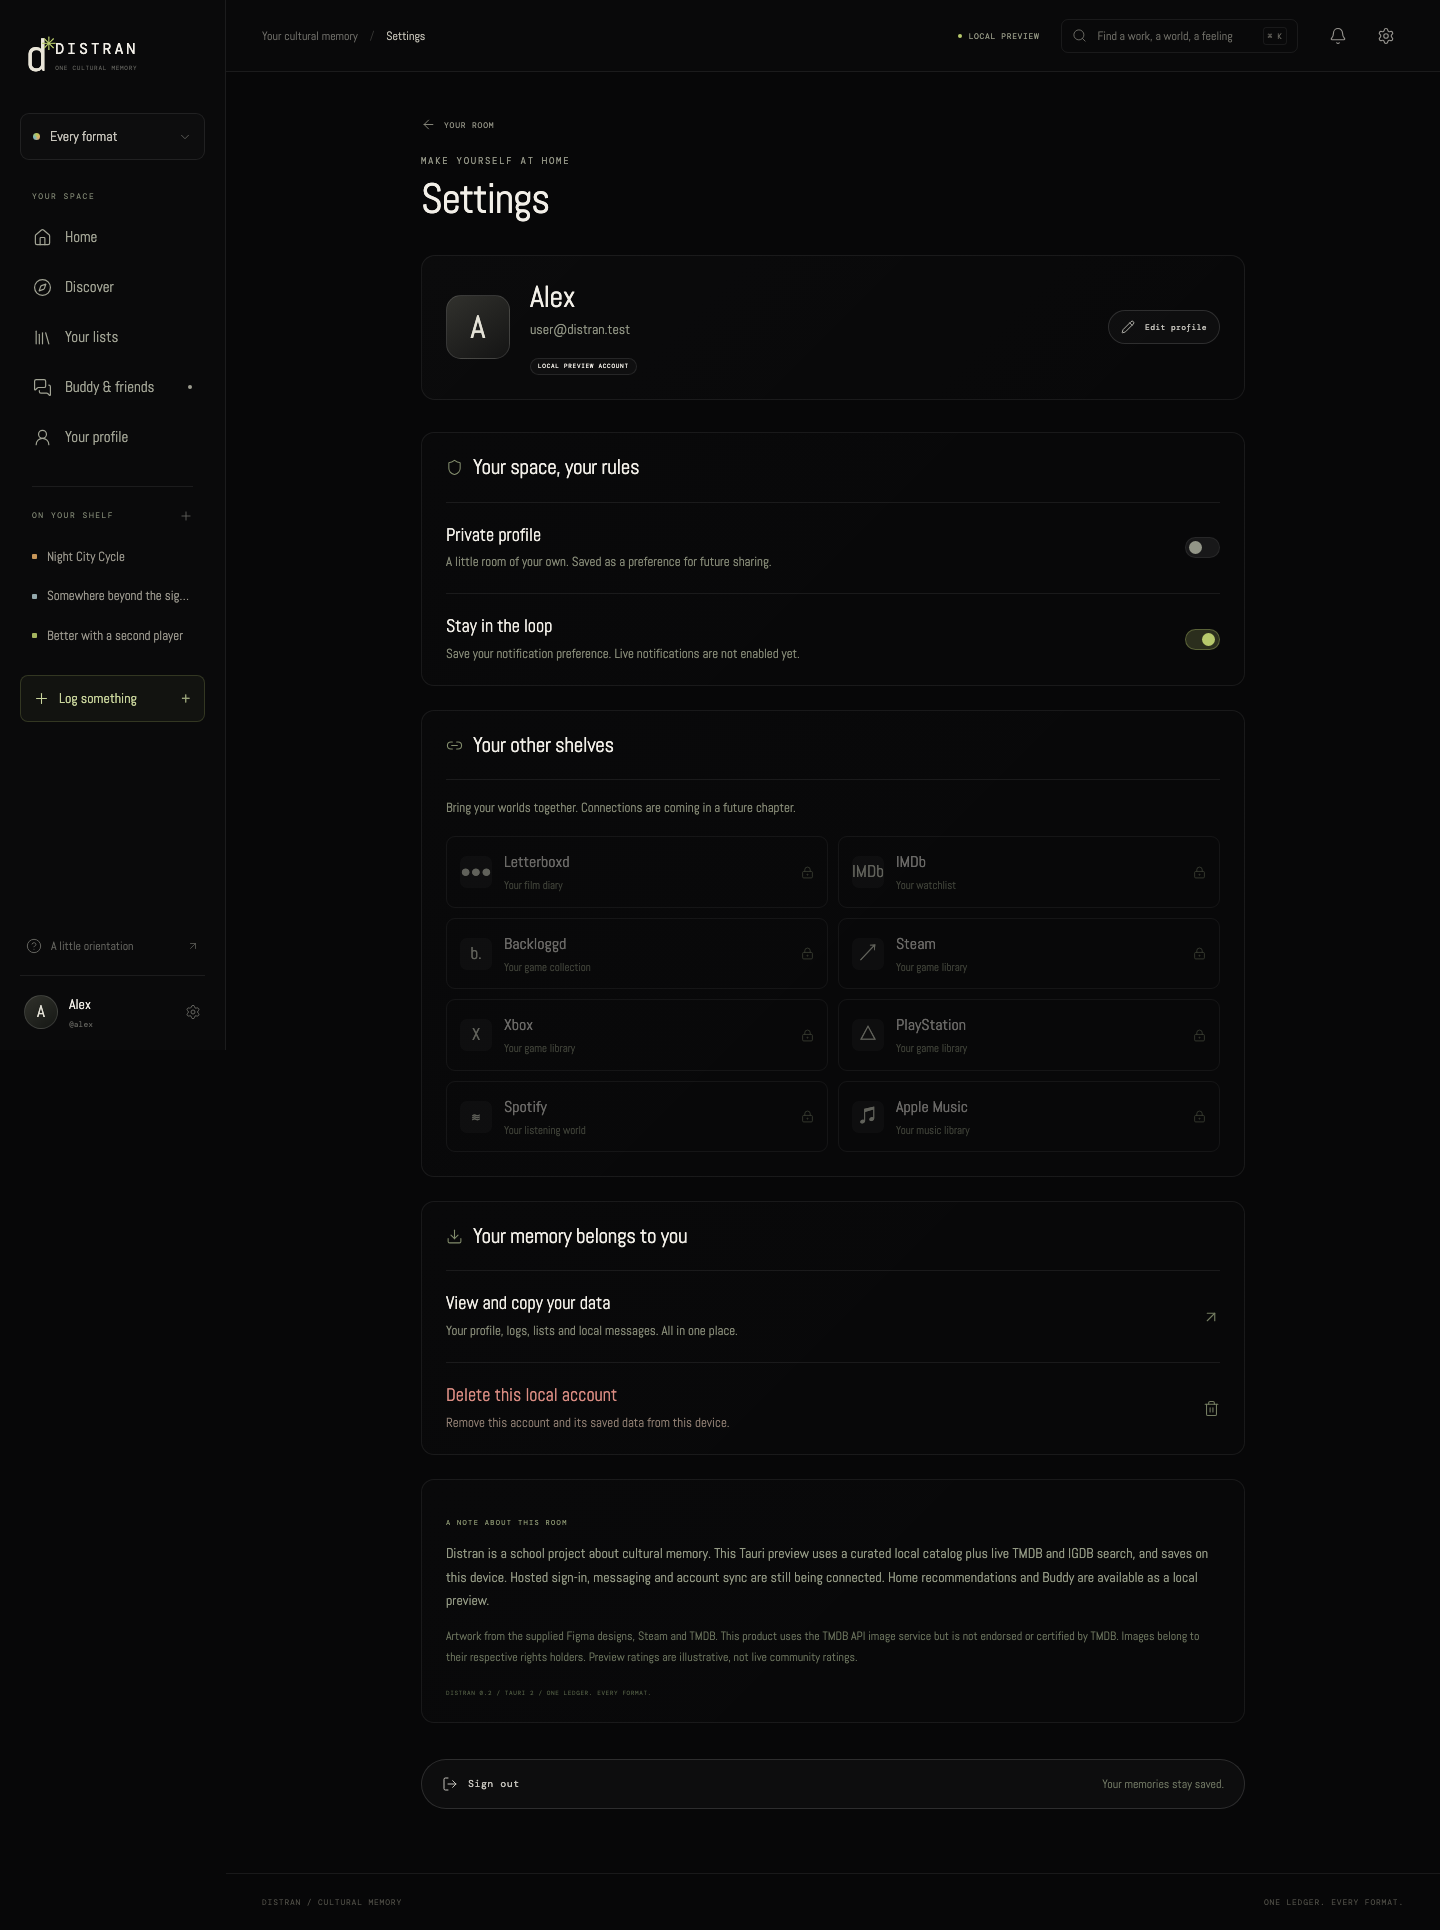 d DISTRAN
ONE CULTURAL MEMORY
Every format
YOUR SPACE
Home
Discover
Your lists
Buddy & friends
Your profile
ON YOUR SHELF
Night City Cycle
Somewhere beyond the sig...
Better with a second player
Log something
A little orientation
A
Alex
@alex
Your cultural memory / Settings
LOCAL PREVIEW
Find a work, a world, a feeling
⌘ K
YOUR ROOM
MAKE YOURSELF AT HOME
Settings
A
Alex
user@distran.test
LOCAL PREVIEW ACCOUNT
Edit profile
Your space, your rules
Private profile
A little room of your own. Saved as a preference for future sharing.
Stay in the loop
Save your notification preference. Live notifications are not enabled yet.
Your other shelves
Bring your worlds together. Connections are coming in a future chapter.
Letterboxd
Your film diary
IMDb
IMDb
Your watchlist
b.
Backloggd
Your game collection
Steam
Your game library
X
Xbox
Your game library
PlayStation
Your game library
≋
Spotify
Your listening world
Apple Music
Your music library
Your memory belongs to you
View and copy your data
Your profile, logs, lists and local messages. All in one place.
Delete this local account
Remove this account and its saved data from this device.
A NOTE ABOUT THIS ROOM
Distran is a school project about cultural memory. This Tauri preview uses a curated local catalog plus live TMDB and IGDB search, and saves on
this device. Hosted sign-in, messaging and account sync are still being connected. Home recommendations and Buddy are available as a local
preview.
Artwork from the supplied Figma designs, Steam and TMDB. This product uses the TMDB API image service but is not endorsed or certified by TMDB. Images belong to
their respective rights holders. Preview ratings are illustrative, not live community ratings.
DISTRAN 0.2 / TAURI 2 / ONE LEDGER. EVERY FORMAT.
Sign out
Your memories stay saved.
DISTRAN / CULTURAL MEMORY
ONE LEDGER. EVERY FORMAT.